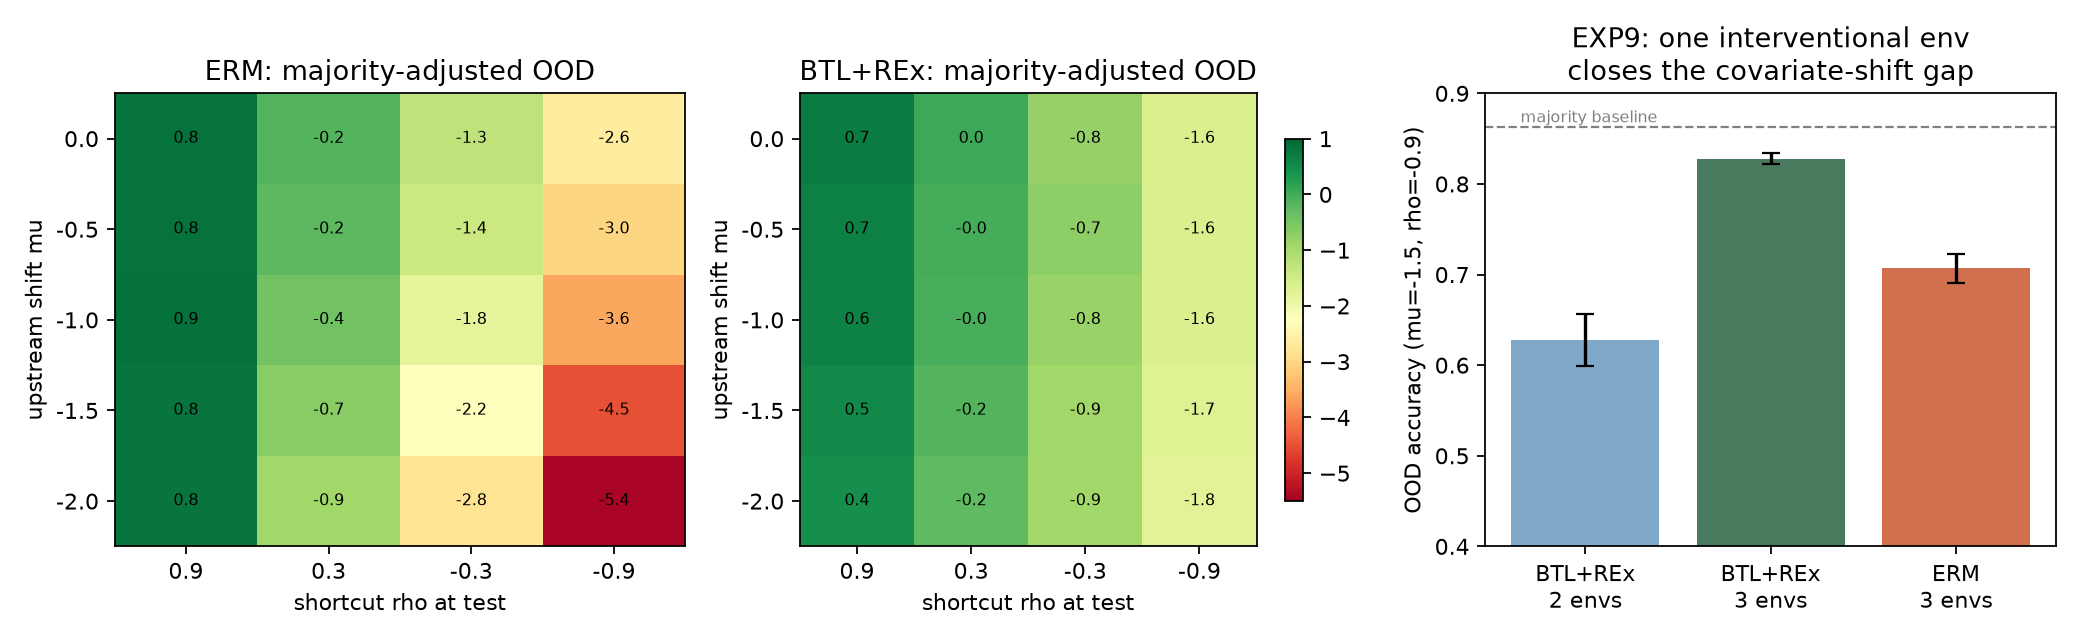 ERM: majority-adjusted OOD
upstream shift mu
0.0
-0.5
-1.0
-1.5
-2.0
0.8 -0.2 -1.3 -2.6
0.8 -0.2 -1.4 -3.0
0.9 -0.4 -1.8 -3.6
0.8 -0.7 -2.2 -4.5
0.8 -0.9 -2.8 -5.4
0.9 0.3 -0.3 -0.9
shortcut rho at test
BTL+REx: majority-adjusted OOD
upstream shift mu
0.0
-0.5
-1.0
-1.5
-2.0
0.7 0.0 -0.8 -1.6
0.7 -0.0 -0.7 -1.6
0.6 -0.0 -0.8 -1.6
0.5 -0.2 -0.9 -1.7
0.4 -0.2 -0.9 -1.8
0.9 0.3 -0.3 -0.9
shortcut rho at test
1
0
−1
−2
−3
−4
−5
EXP9: one interventional env
closes the covariate-shift gap
OOD accuracy (mu=-1.5, rho=-0.9)
0.9
0.8
0.7
0.6
0.5
0.4
majority baseline
BTL+REx
2 envs
BTL+REx
3 envs
ERM
3 envs